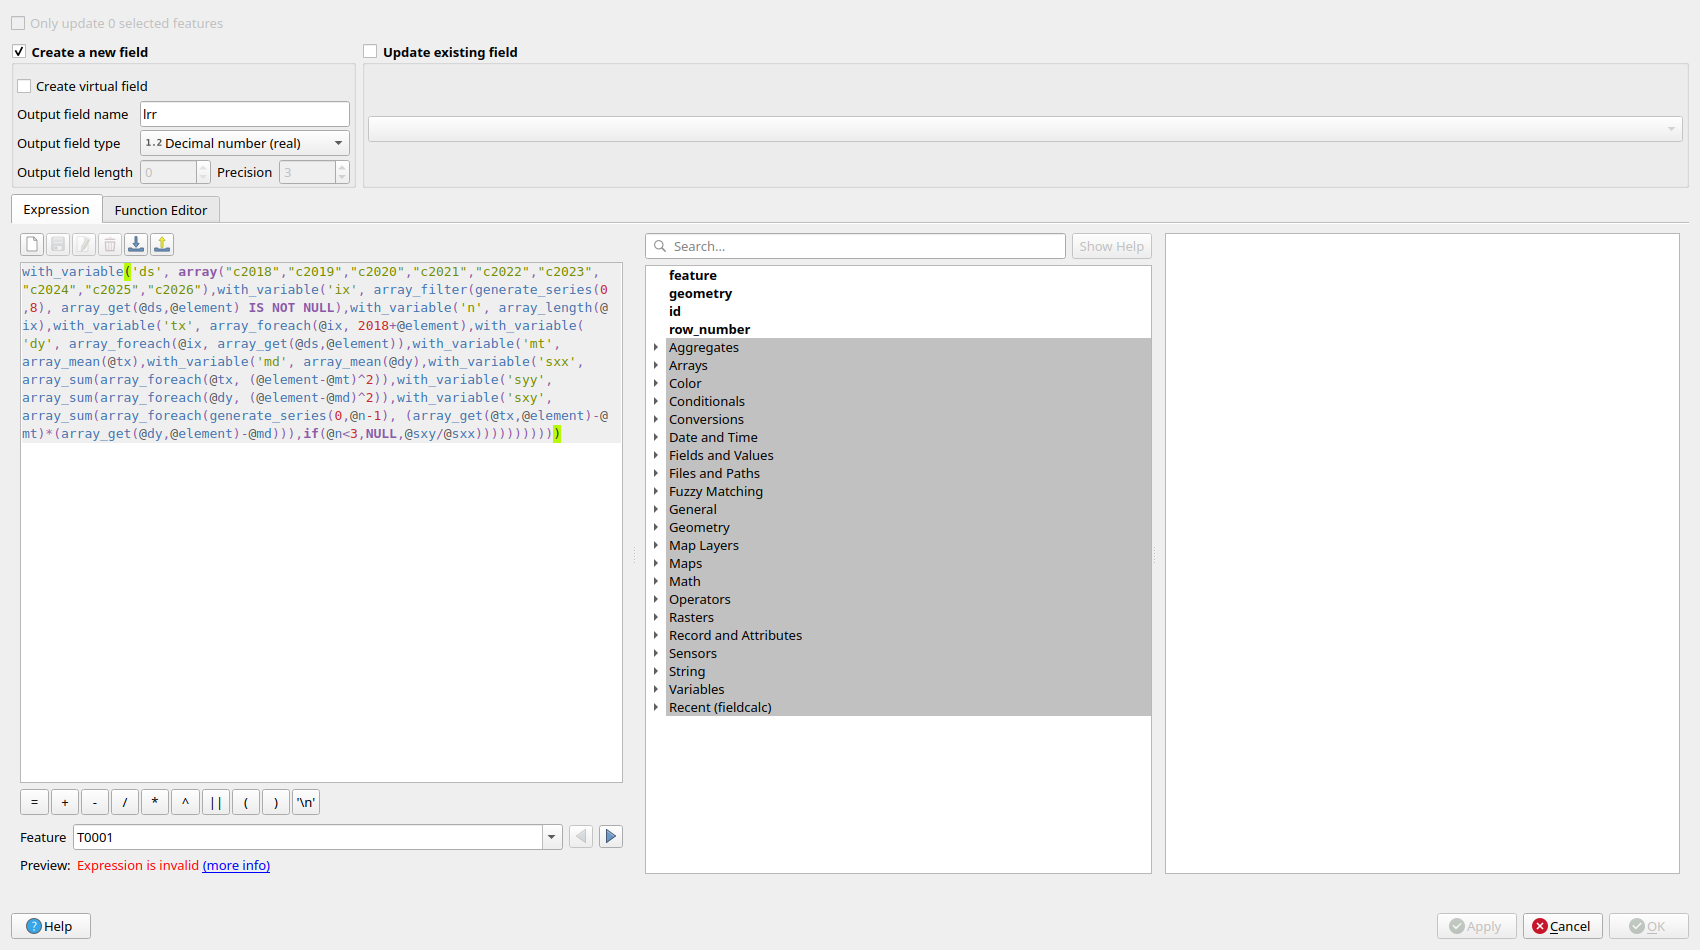 Only update 0 selected features
Create a new field
Update existing field
Create virtual field
Output field name lrr
Output field type 1.2 Decimal number (real)
Output field length 0 Precision 3
Expression Function Editor
Search... Show Help
with_variable('ds', array("c2018","c2019","c2020","c2021","c2022","c2023",
"c2024","c2025","c2026"),with_variable('ix', array_filter(generate_series(0
,8), array_get(@ds,@element) IS NOT NULL),with_variable('n', array_length(@
ix),with_variable('tx', array_foreach(@ix, 2018+@element),with_variable(
'dy', array_foreach(@ix, array_get(@ds,@element)),with_variable('mt',
array_mean(@tx),with_variable('md', array_mean(@dy),with_variable('sxx',
array_sum(array_foreach(@tx, (@element-@mt)^2)),with_variable('syy',
array_sum(array_foreach(@dy, (@element-@md)^2)),with_variable('sxy',
array_sum(array_foreach(generate_series(0,@n-1), (array_get(@tx,@element)-@
mt)*(array_get(@dy,@element)-@md))),if(@n<3,NULL,@sxy/@sxx)))))))))))
= + - / * ^ || ( ) '\n'
Feature T0001
Preview: Expression is invalid (more info)
feature
geometry
id
row_number
Aggregates
Arrays
Color
Conditionals
Conversions
Date and Time
Fields and Values
Files and Paths
Fuzzy Matching
General
Geometry
Map Layers
Maps
Math
Operators
Rasters
Record and Attributes
Sensors
String
Variables
Recent (fieldcalc)
Help
Apply Cancel OK